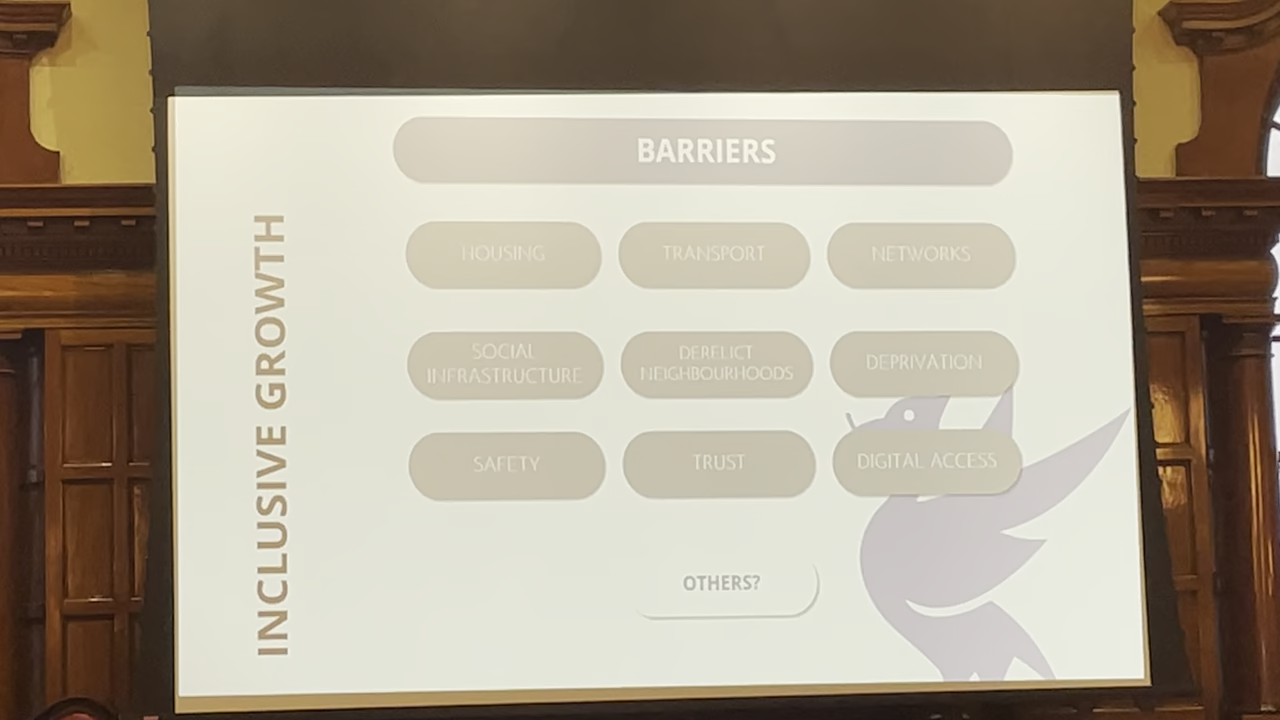 BARRIERS
INCLUSIVE GROWTH
HOUSING
TRANSPORT
NETWORKS
SOCIAL
INFRASTRUCTURE
DERELICT
NEIGHBOURHOODS
DEPRIVATION
SAFETY
TRUST
DIGITAL ACCESS
OTHERS?